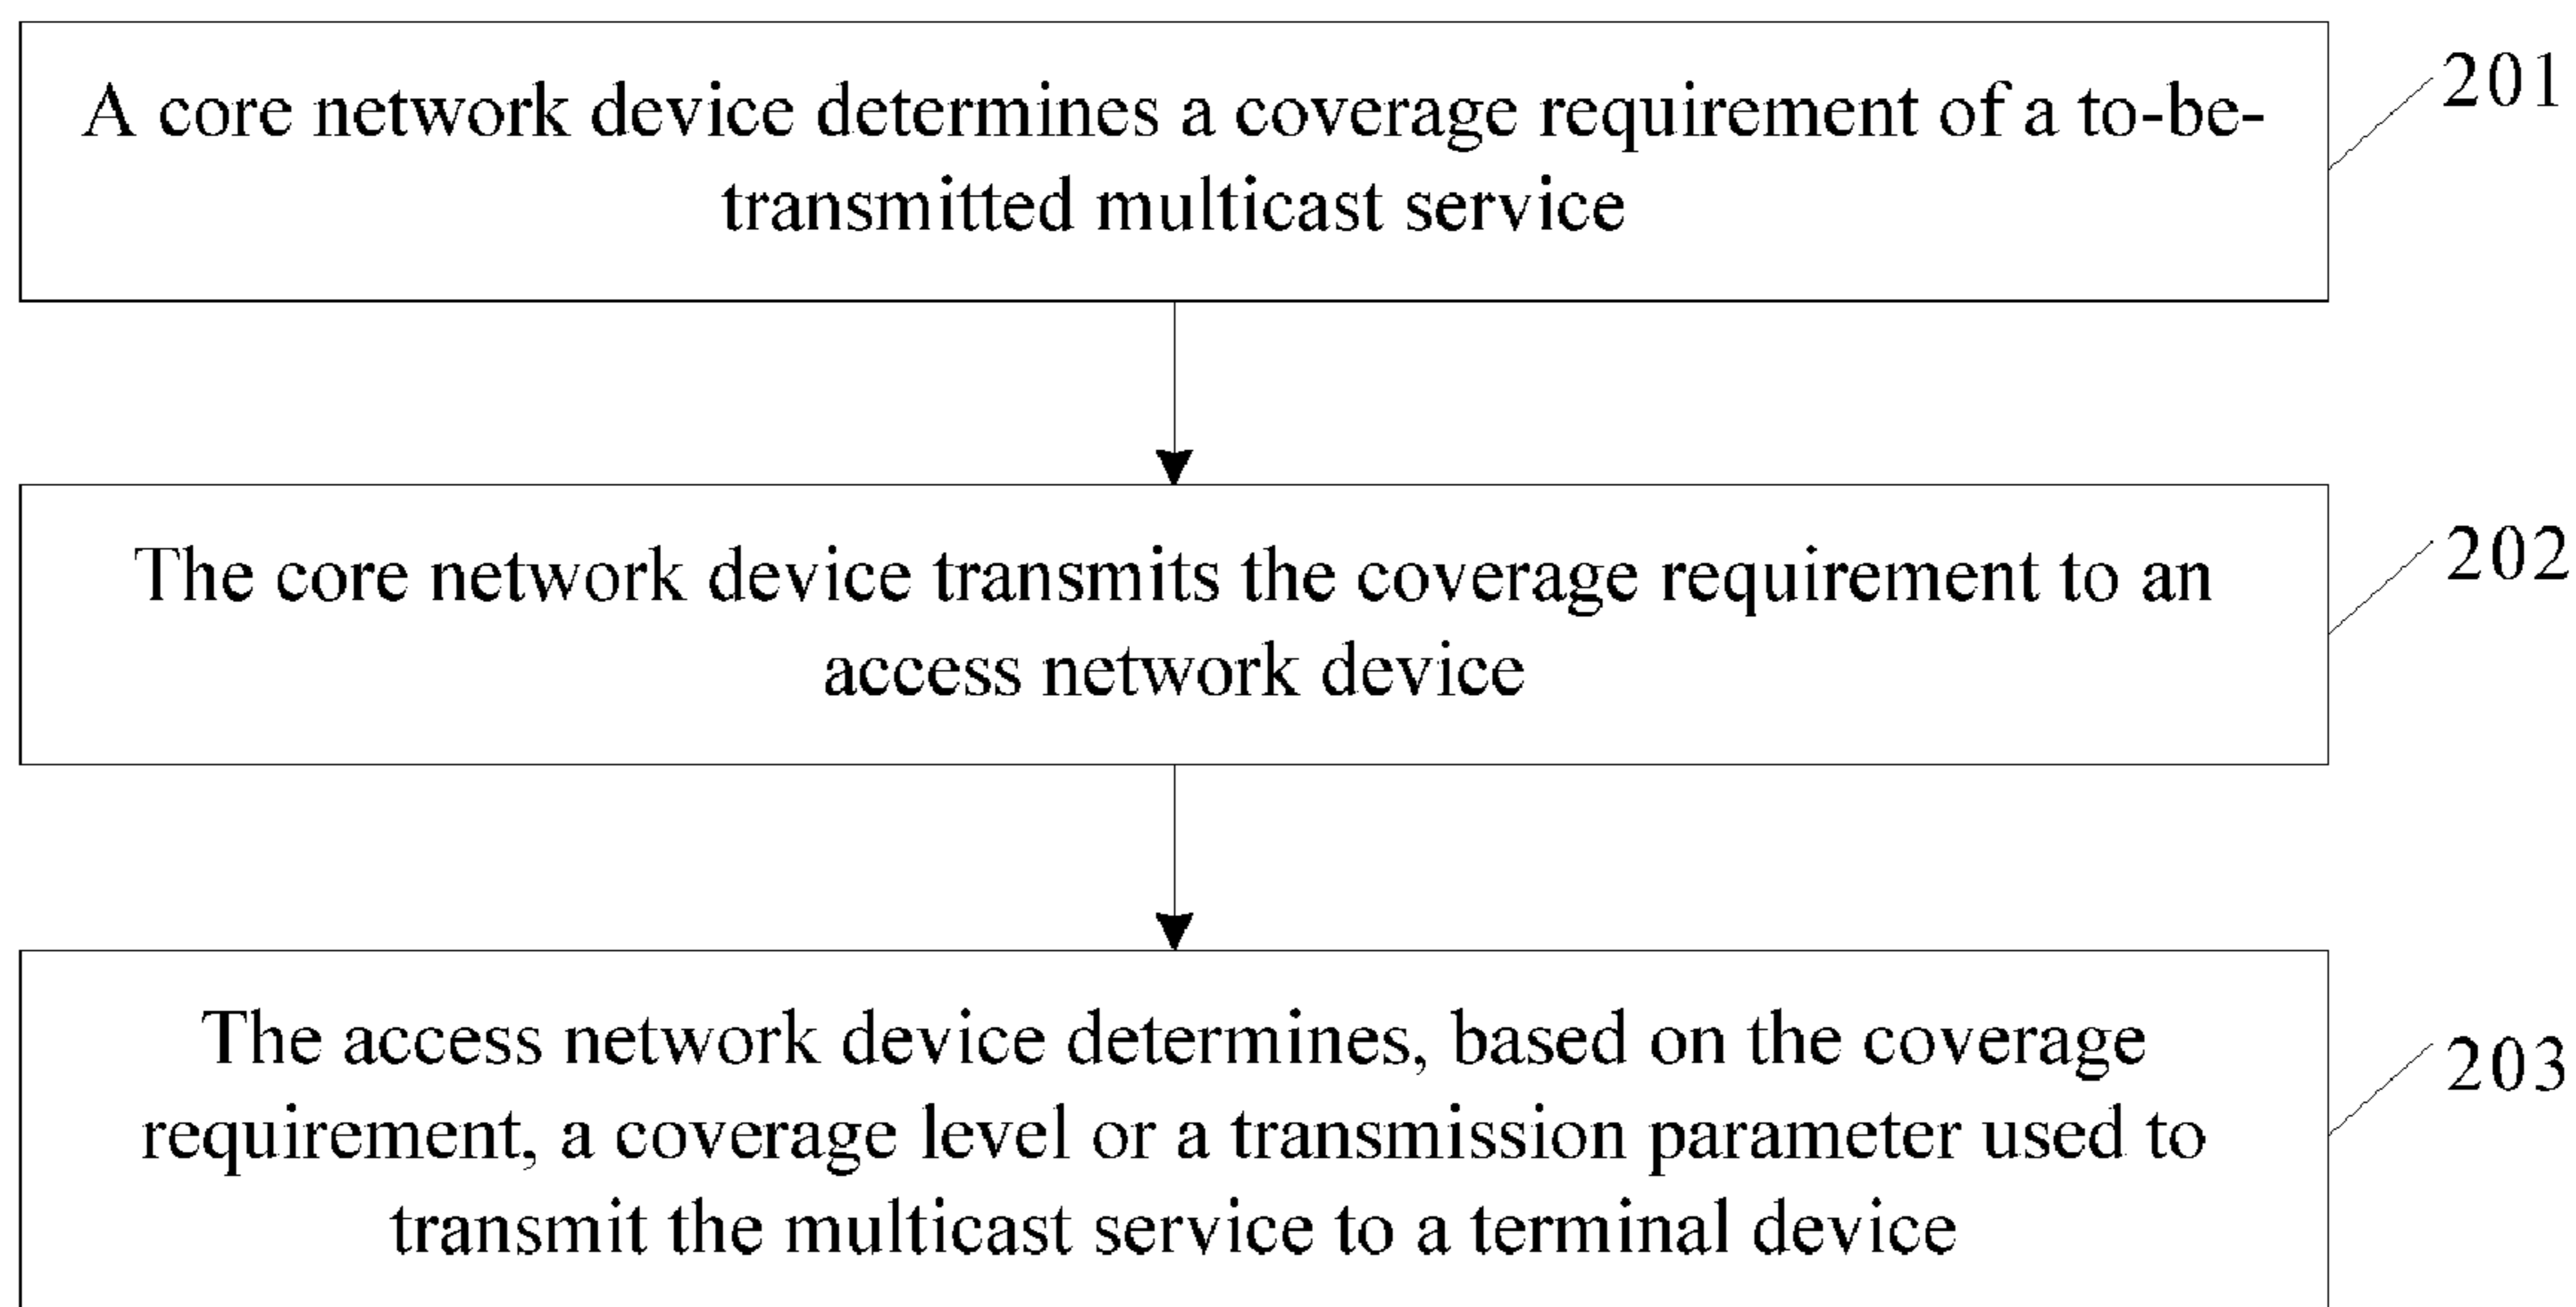 A core network device determines a coverage requirement of a to-be-
transmitted multicast service
201
The core network device transmits the coverage requirement to an
access network device
202
The access network device determines, based on the coverage
requirement, a coverage level or a transmission parameter used to
transmit the multicast service to a terminal device
203